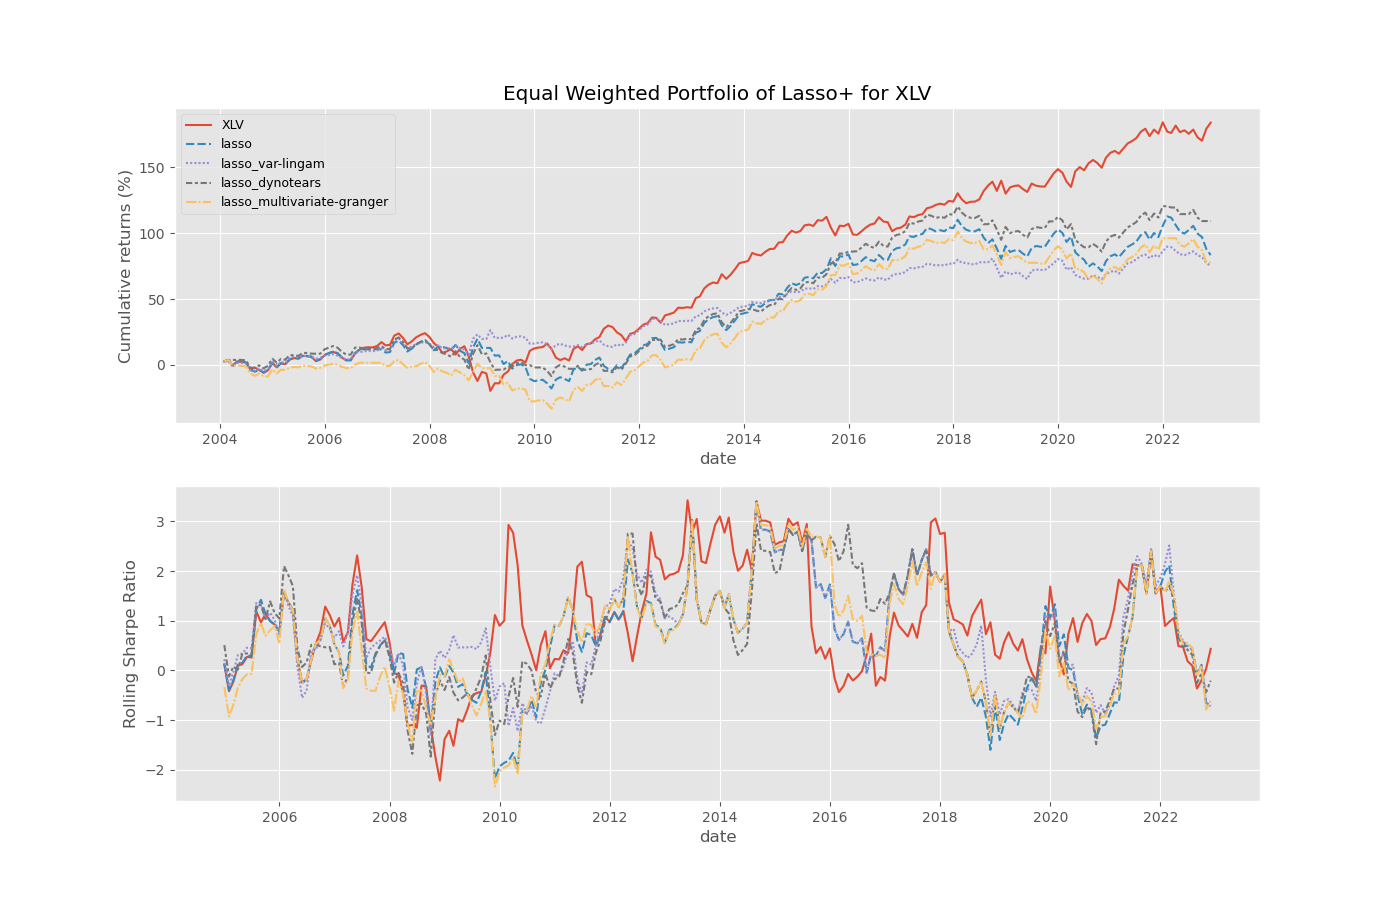 Equal Weighted Portfolio of Lasso+ for XLV
XLV
lasso
lasso_var-lingam
lasso_dynotears
lasso_multivariate-granger
Cumulative returns (%)
150
100
50
0
2004 2006 2008 2010 2012 2014 2016 2018 2020 2022
date
Rolling Sharpe Ratio
3
2
1
0
−1
−2
2006 2008 2010 2012 2014 2016 2018 2020 2022
date